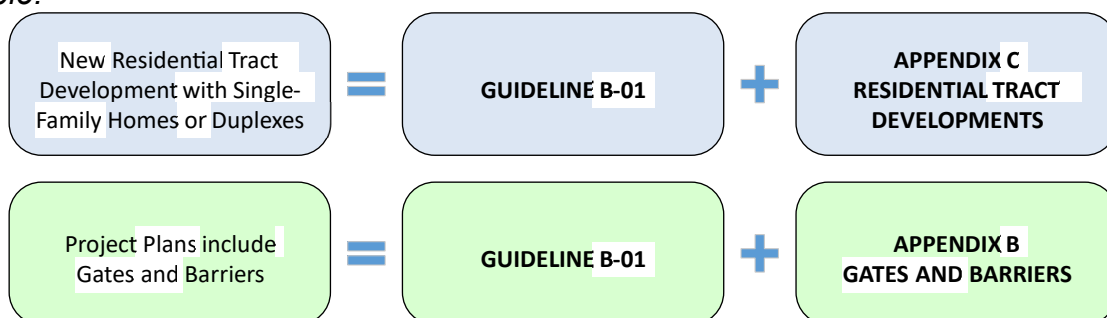 New Residential Tract
Development with Single-
Family Homes or Duplexes
=
GUIDELINE B-01
+
APPENDIX C
RESIDENTIAL TRACT
DEVELOPMENTS
Project Plans include
Gates and Barriers
=
GUIDELINE B-01
+
APPENDIX B
GATES AND BARRIERS